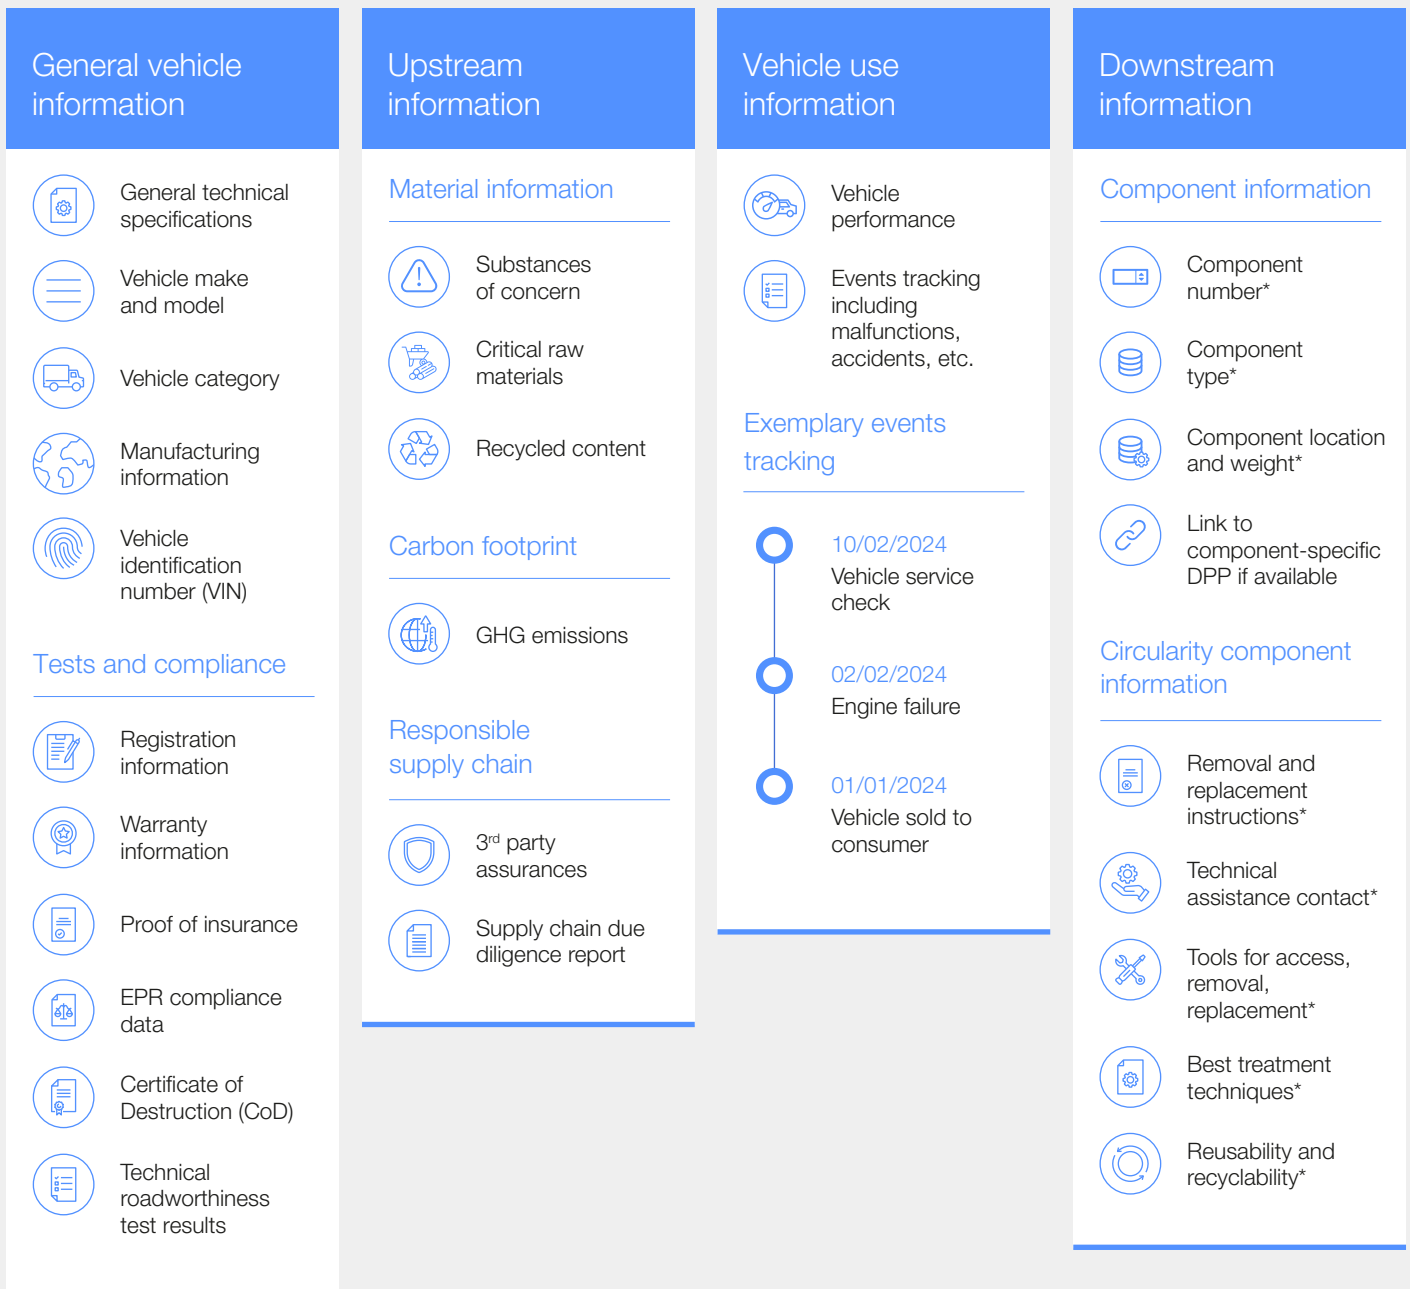 General vehicle
information
General technical
specifications
Vehicle make
and model
Vehicle category
Manufacturing
information
Vehicle
identification
number (VIN)
Tests and compliance
Registration
information
Warranty
information
Proof of insurance
EPR compliance
data
Certificate of
Destruction (CoD)
Technical
roadworthiness
test results
Upstream
information
Material information
Substances
of concern
Critical raw
materials
Recycled content
Carbon footprint
GHG emissions
Responsible
supply chain
3rd party
assurances
Supply chain due
diligence report
Vehicle use
information
Vehicle
performance
Events tracking
including
malfunctions,
accidents, etc.
Exemplary events
tracking
10/02/2024
Vehicle service
check
02/02/2024
Engine failure
01/01/2024
Vehicle sold to
consumer
Downstream
information
Component information
Component
number*
Component
type*
Component location
and weight*
Link to
component-specific
DPP if available
Circularity component
information
Removal and
replacement
instructions*
Technical
assistance contact*
Tools for access,
removal,
replacement*
Best treatment
techniques*
Reusability and
recyclability*